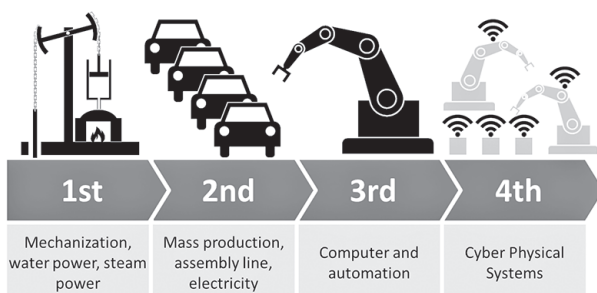 1st
2nd
3rd
4th
Mechanization,
water power, steam
power
Mass production,
assembly line,
electricity
Computer and
automation
Cyber Physical
Systems